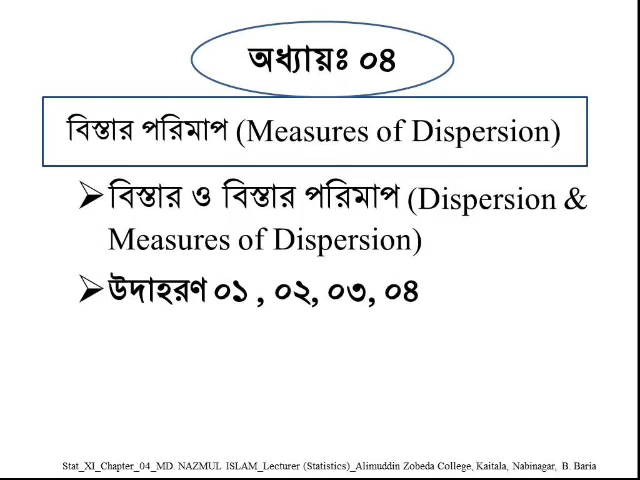 অধ্যায়ঃ ০৪
বিস্তার পরিমাপ (Measures of Dispersion)
➢বিস্তার ও বিস্তার পরিমাপ (Dispersion &
Measures of Dispersion)
➢উদাহরণ ০১ , ০২, ০৩, ০৪
Stat_XI_Chapter_04_MD. NAZMUL ISLAM_Lecturer (Statistics)_Alimuddin Zobeda College, Kaitala, Nabinagar, B. Baria